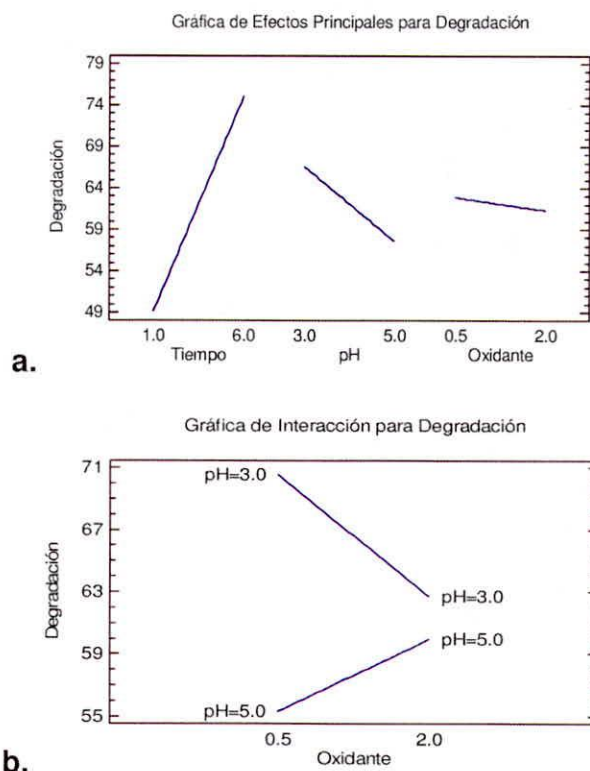 Gráfica de Efectos Principales para Degradación
79
74
69
64
59
54
49
Degradación
1.0 6.0 3.0 5.0 0.5 2.0
Tiempo pH Oxidante
a.
Gráfica de Interacción para Degradación
71
67
63
59
55
Degradación
pH=3.0
pH=3.0
pH=5.0
pH=5.0
0.5 2.0
Oxidante
b.